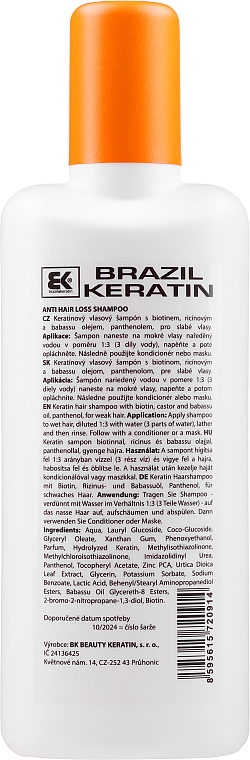 BK
brazilkeratin
BRAZIL
KERATIN
ANTI HAIR LOSS SHAMPOO
CZ Keratinový vlasový šampón s biotinem, ricinovým
a babassu olejem, panthenolem, pro slabé vlasy.
Aplikace: Šampon naneste na mokré vlasy naředěný
vodou v poměru 1:3 (3 díly vody), napěňte a poté
opláchněte. Následně použijte kondicionér nebo masku.
SK Keratínový vlasový šampón s biotínom, ricínovým
a babassu olejom, panthenolom, pre slabé vlasy.
Aplikácia: Šampón nariedený vodou v pomere 1:3 (3
diely vody) naneste na mokré vlasy, napeňte a potom
opláchnite. Následne použijte kondicionér alebo masku.
EN Keratin hair shampoo with biotin, castor and babassu
oil, panthenol, for weak hair. Application: Apply shampoo
to wet hair, diluted 1:3 with water (3 parts of water), lather
and then rinse. Follow with a conditioner or a mask. HU
Keratin sampon biotinnal, ricinus és babassu olajjal,
panthenollal, gyenge hajra. Használat: A sampont hígítsa
fel 1:3 arányban vízzel (3 rész víz) és vigye fel a hajra,
habosítsa fel és öblítse le. A használat után kezelje haját
kondicionálóval vagy maszkkal. DE Keratin Haarshampoo
mit Biotin, Rizinus- und Babassuöl, Panthenol, für
schwaches Haar. Anwendung: Tragen Sie Shampoo -
verdünnt mit Wasser im Verhältnis 1:3 (3 Teile Wasser) - auf
das nasse Haar auf, aufschäumen und abspülen. Dann
verwenden Sie Conditioner oder Maske.
Ingredients: Aqua, Lauryl Glucoside, Coco-Glucoside,
Glyceryl Oleate, Xanthan Gum, Phenoxyethanol,
Parfum, Hydrolyzed Keratin, Methylisothiazolinone,
Methylchloroisothiazolinone, Imidazolidinyl Urea,
Panthenol, Tocopheryl Acetate, Zinc PCA, Urtica Dioica
Leaf Extract, Glycerin, Potassium Sorbate, Sodium
Benzoate, Lactic Acid, Behenyl/Stearyl Aminopropanediol
Esters, Babassu Oil Glycereth-8 Esters,
2-bromo-2-nitropropane-1,3-diol, Biotin.
Doporučené datum spotřeby
10/2024 = číslo šarže
Výrobce: BK BEAUTY KERATIN, s. r. o.,
IČ 24136425
Květnové nám. 14, CZ-252 43 Průhonic
8595615720914